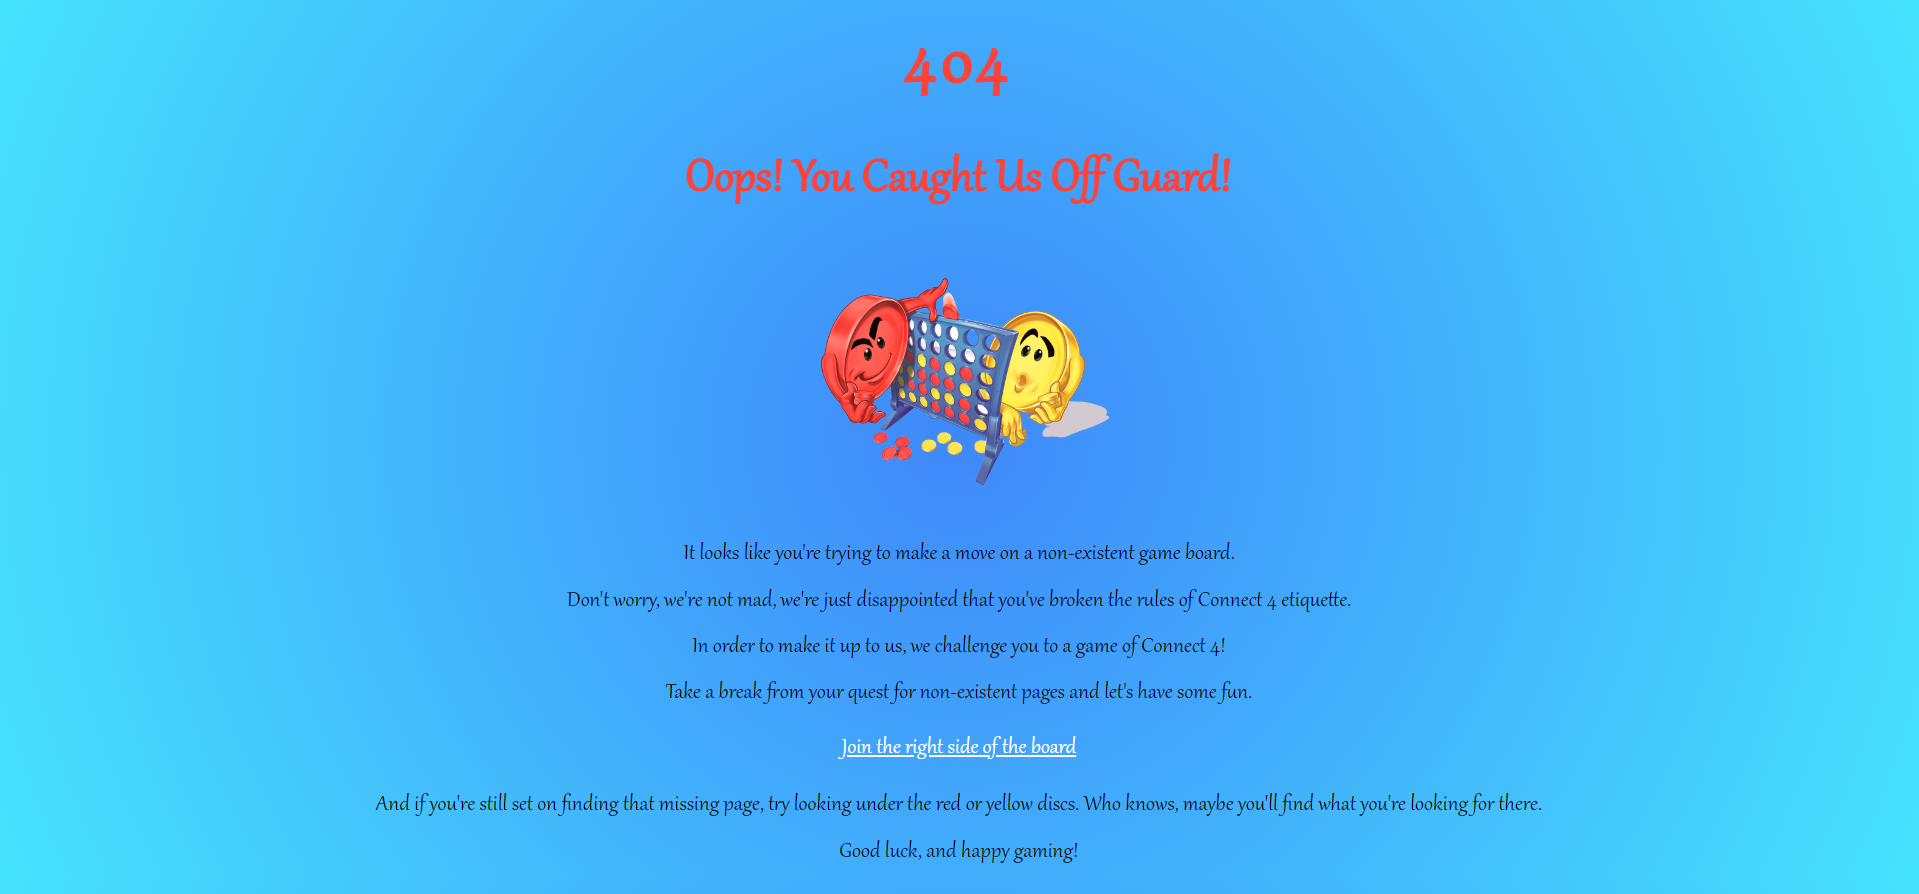 404
Oops! You Caught Us Off Guard!
It looks like you're trying to make a move on a non-existent game board.
Don't worry, we're not mad, we're just disappointed that you've broken the rules of Connect 4 etiquette.
In order to make it up to us, we challenge you to a game of Connect 4!
Take a break from your quest for non-existent pages and let's have some fun.
Join the right side of the board
And if you're still set on finding that missing page, try looking under the red or yellow discs. Who knows, maybe you'll find what you're looking for there.
Good luck, and happy gaming!